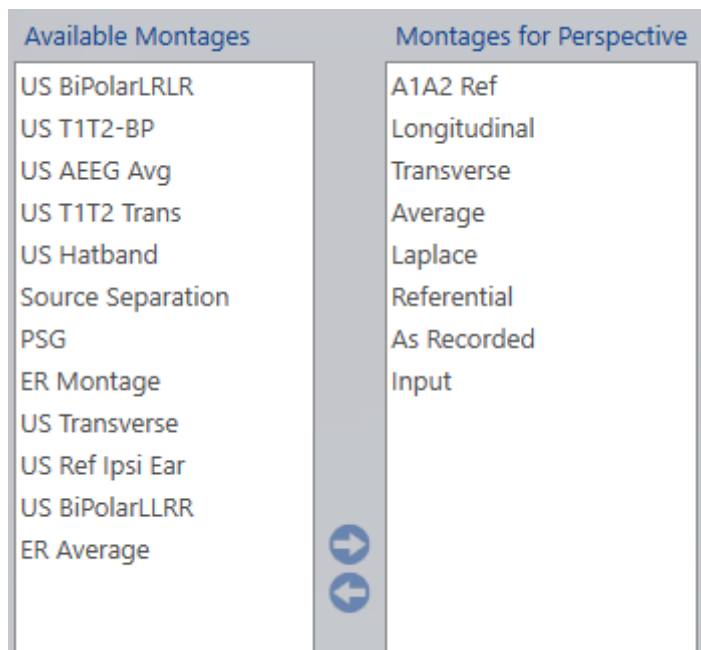 Available Montages
US BiPolarLRLR
US T1T2-BP
US AEEG Avg
US T1T2 Trans
US Hatband
Source Separation
PSG
ER Montage
US Transverse
US Ref Ipsi Ear
US BiPolarLLRR
ER Average
Montages for Perspective
A1A2 Ref
Longitudinal
Transverse
Average
Laplace
Referential
As Recorded
Input